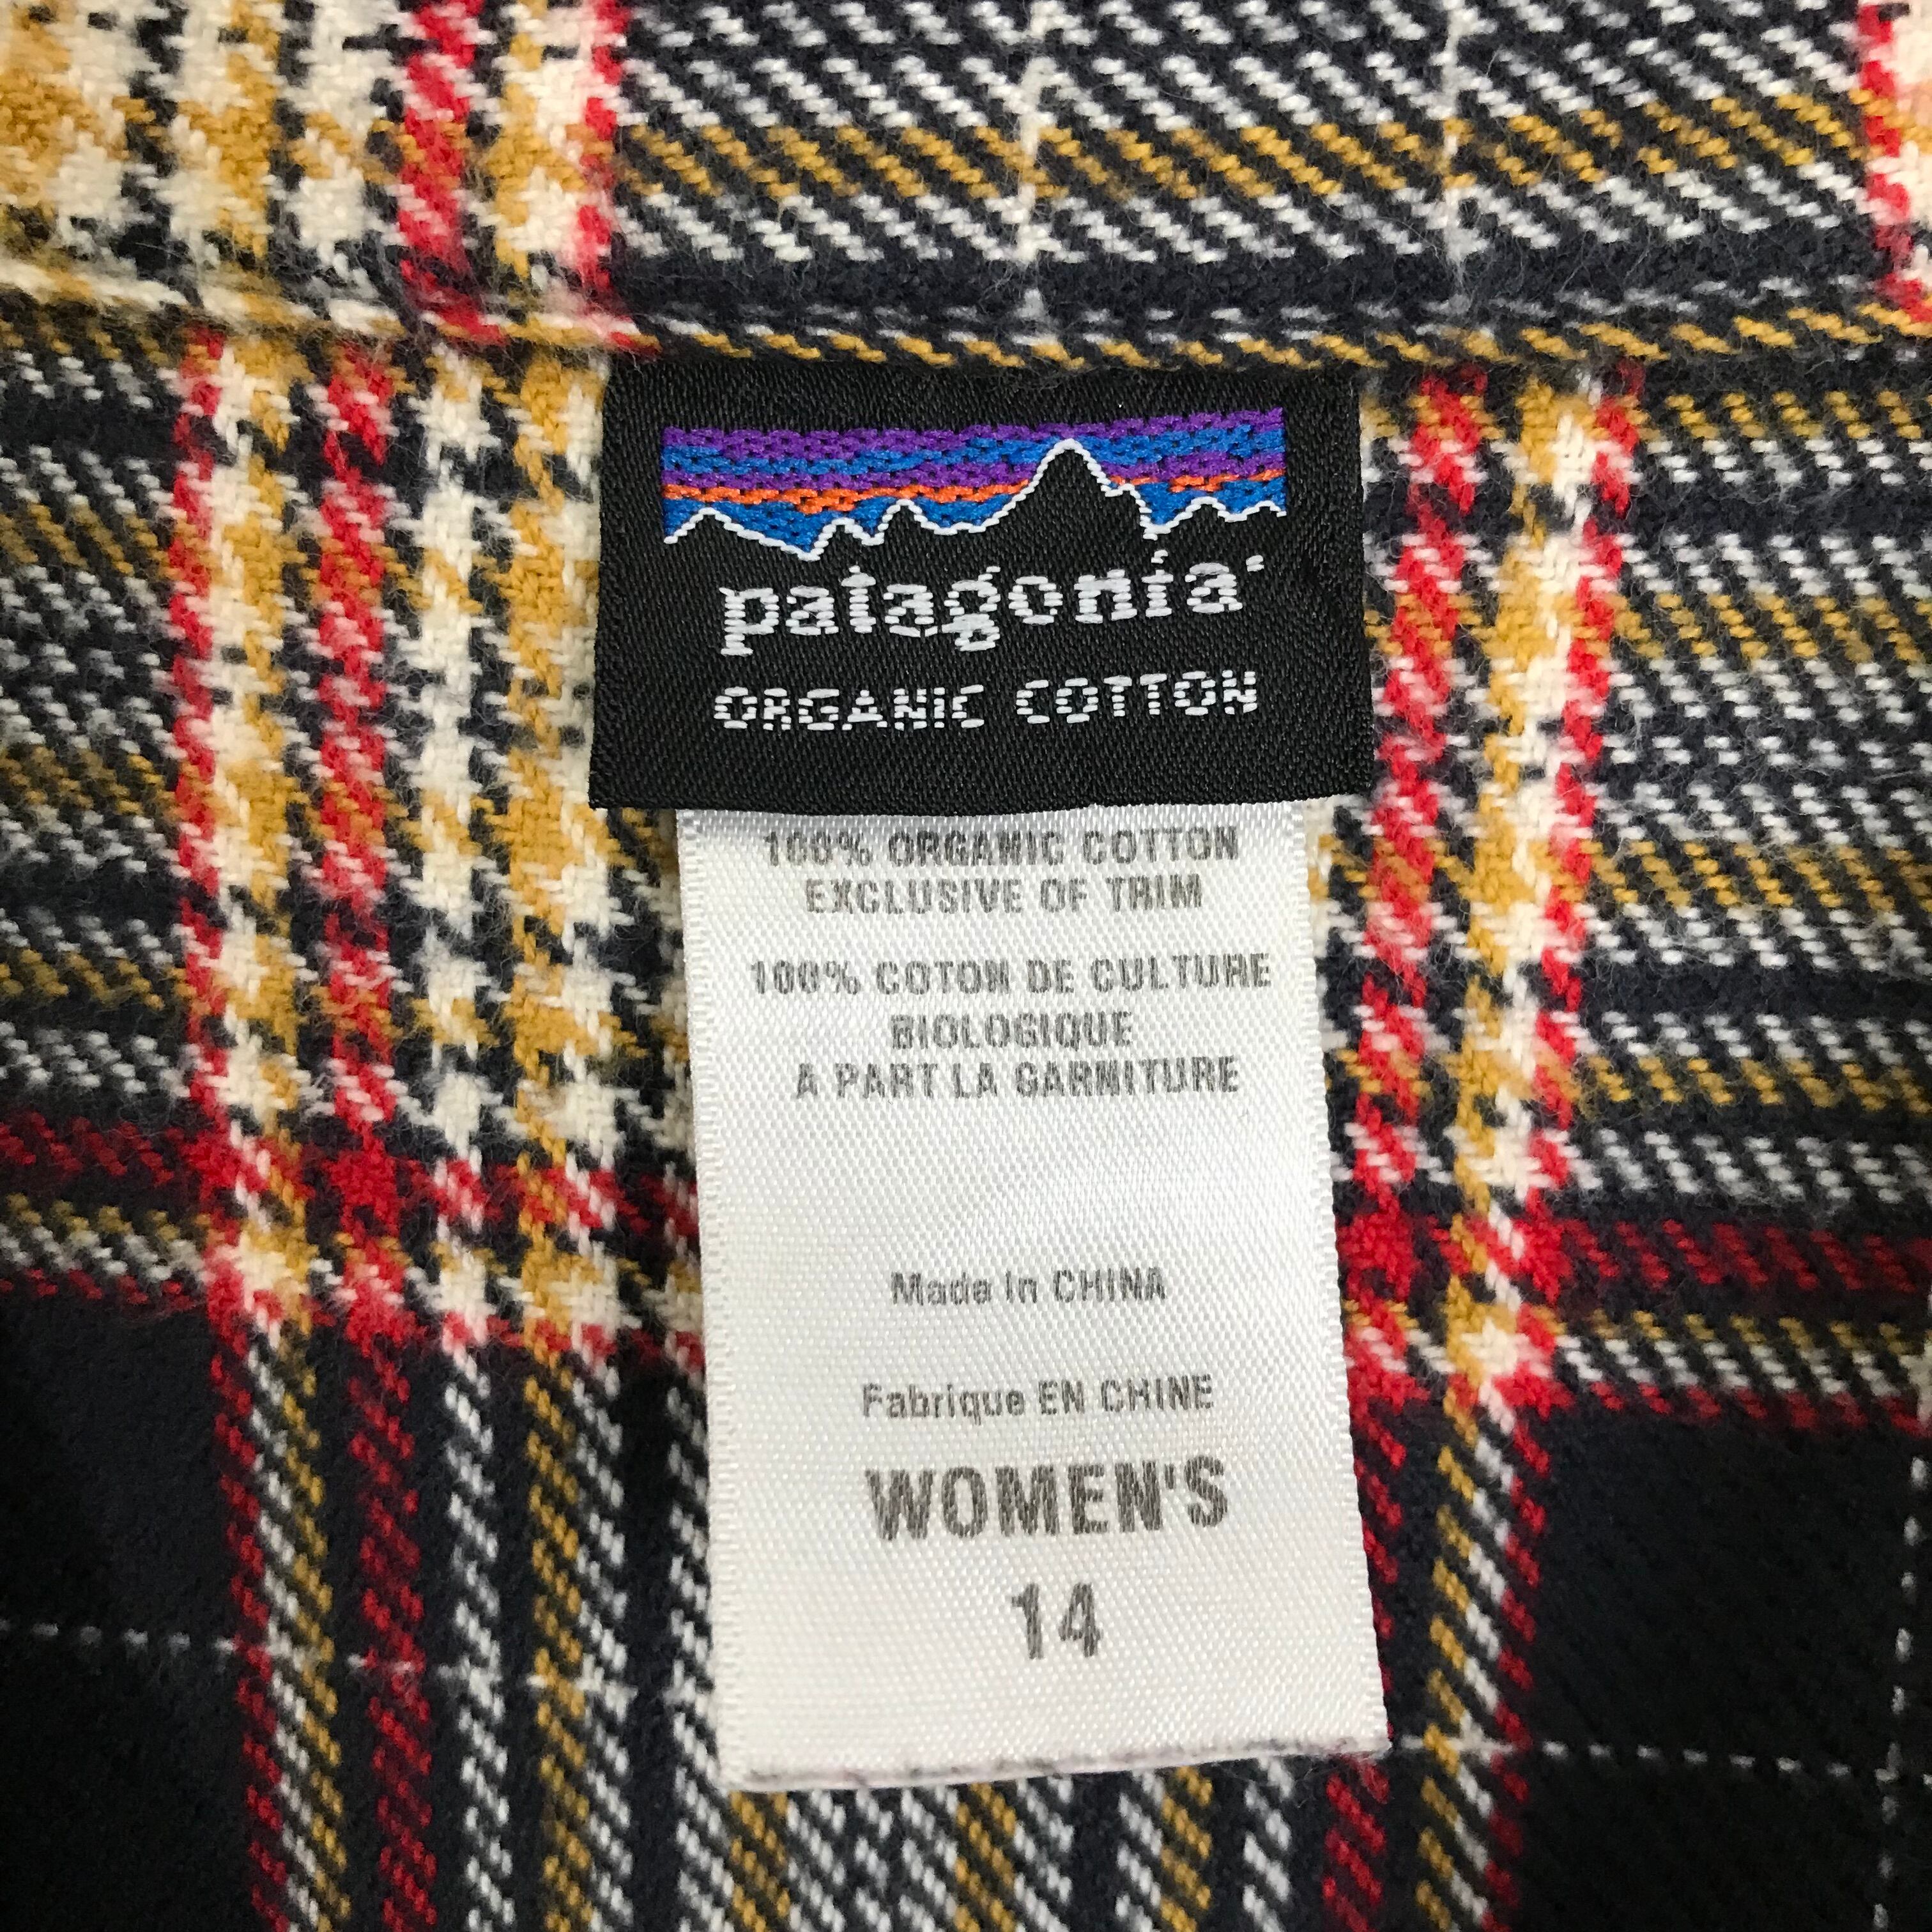 patagonia
ORGANIC COTTON
100% ORGANIC COTTON
EXCLUSIVE OF TRIM
100% COTON DE CULTURE
BIOLOGIQUE
A PART LA GARNITURE
Made in CHINA
Fabrique EN CHINE
WOMEN'S
14